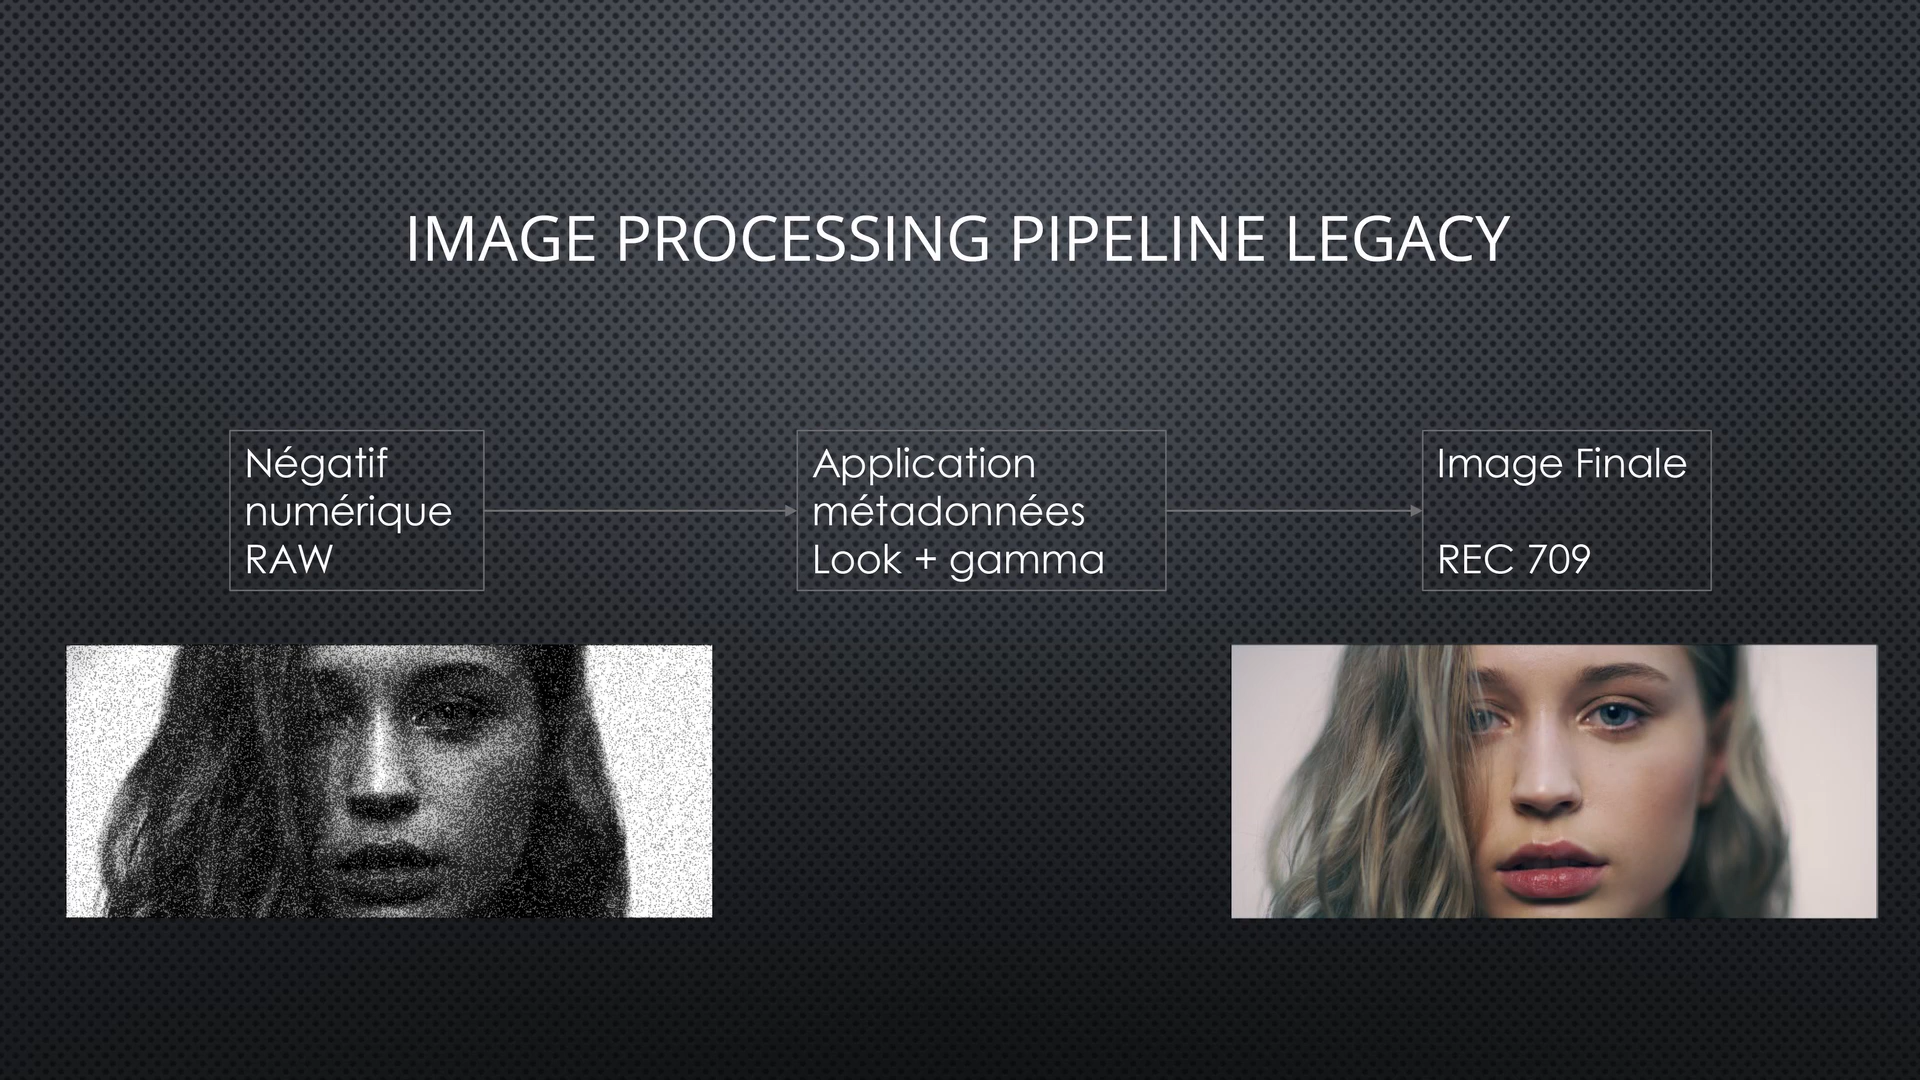 IMAGE PROCESSING PIPELINE LEGACY
Négatif
numérique
RAW
Application
métadonnées
Look + gamma
Image Finale
REC 709